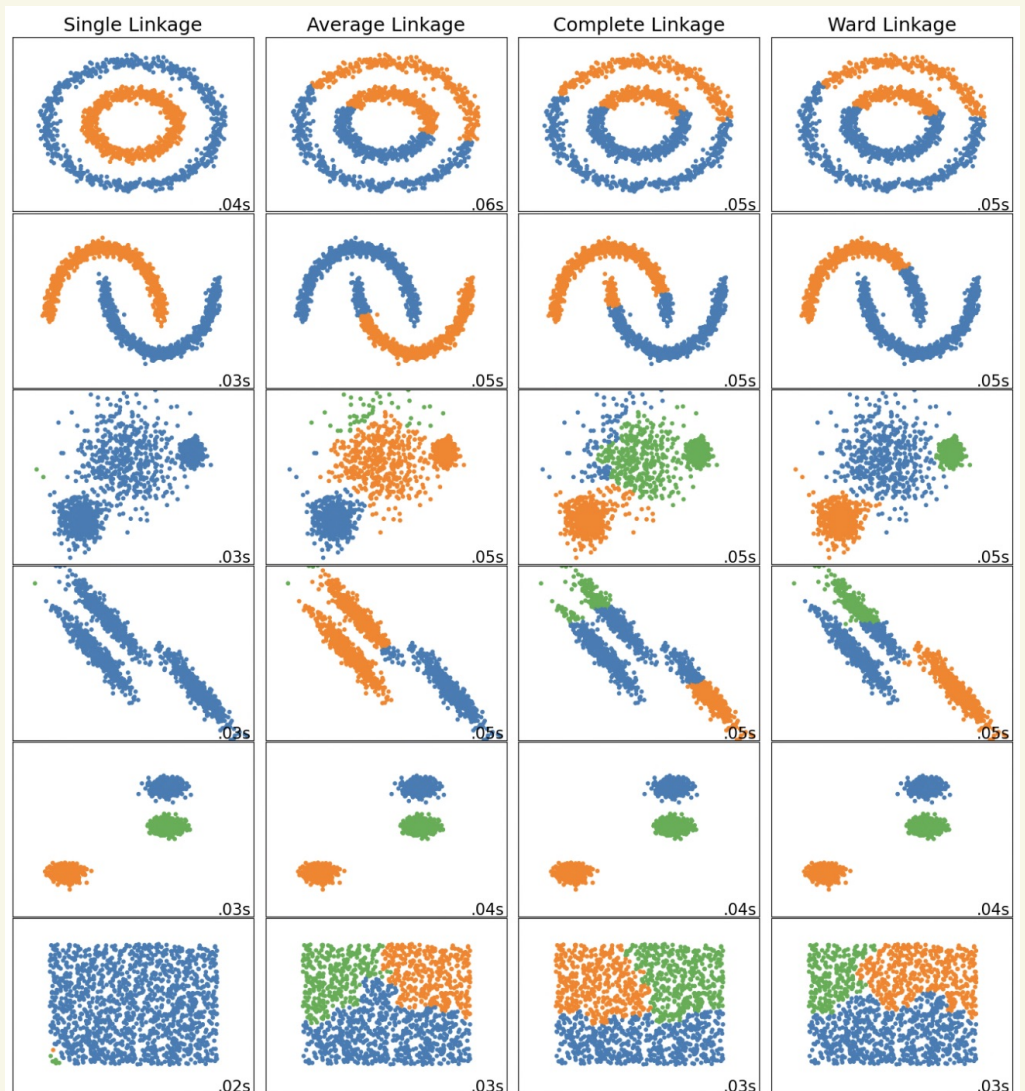 Single Linkage Average Linkage Complete Linkage Ward Linkage
.04s .06s .05s .05s
.03s .05s .05s .05s
.03s .05s .05s .05s
.03s .05s .05s .05s
.03s .04s .04s .04s
.02s .03s .03s .03s